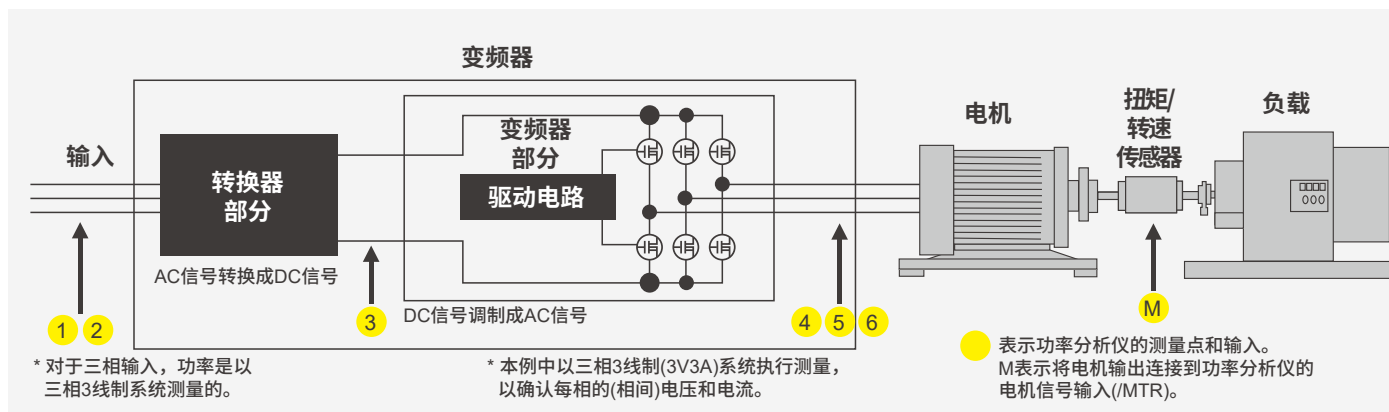 变频器
输入
转换器
部分
AC信号转换成DC信号
变频器
部分
驱动电路
DC信号调制成AC信号
电机
扭矩/
转速
传感器
负载
1 2
3
4 5 6
M
* 对于三相输入，功率是以
三相3线制系统测量的。
* 本例中以三相3线制(3V3A)系统执行测量，
以确认每相的(相间)电压和电流。
表示功率分析仪的测量点和输入。
M表示将电机输出连接到功率分析仪的
电机信号输入(/MTR)。